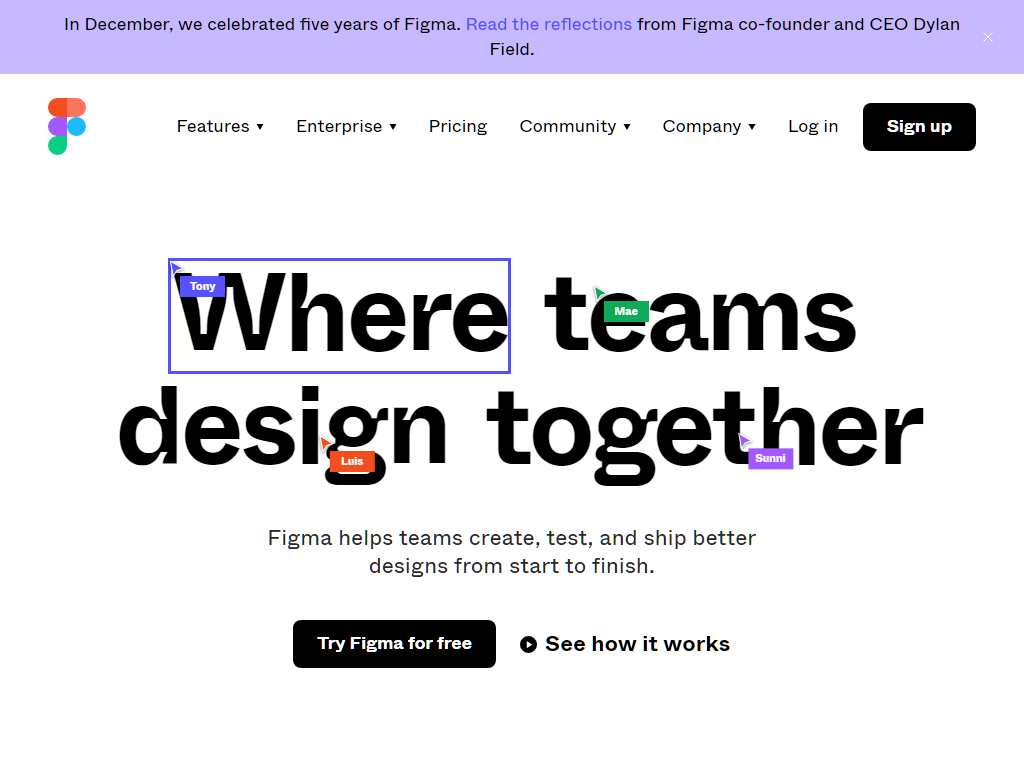 In December, we celebrated five years of Figma. Read the reflections from Figma co-founder and CEO Dylan
Field.
Features Enterprise Pricing Community Company Log in Sign up
Where teams
design together
Tony
Mae
Luis
Sunni
Figma helps teams create, test, and ship better
designs from start to finish.
Try Figma for free See how it works